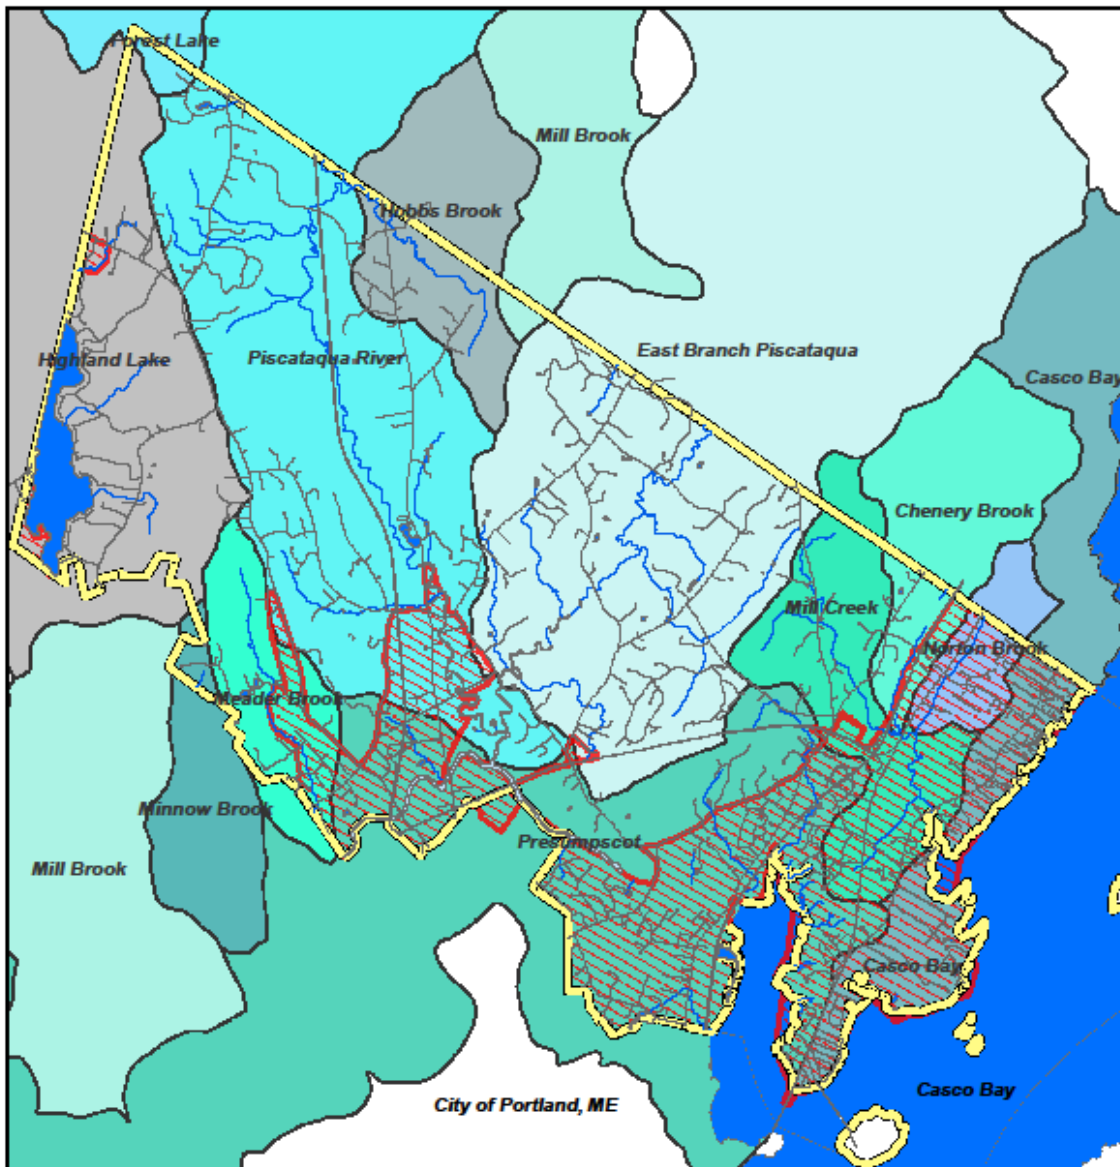 Forest Lake
Mill Brook
Hobbs Brook
East Branch Piscataqua
Highland Lake
Piscataqua River
Casco Bay
Chenery Brook
Mill Creek
Norton Brook
Meader Brook
Minnow Brook
Presumpscot
Mill Brook
Casco Bay
City of Portland, ME
Casco Bay